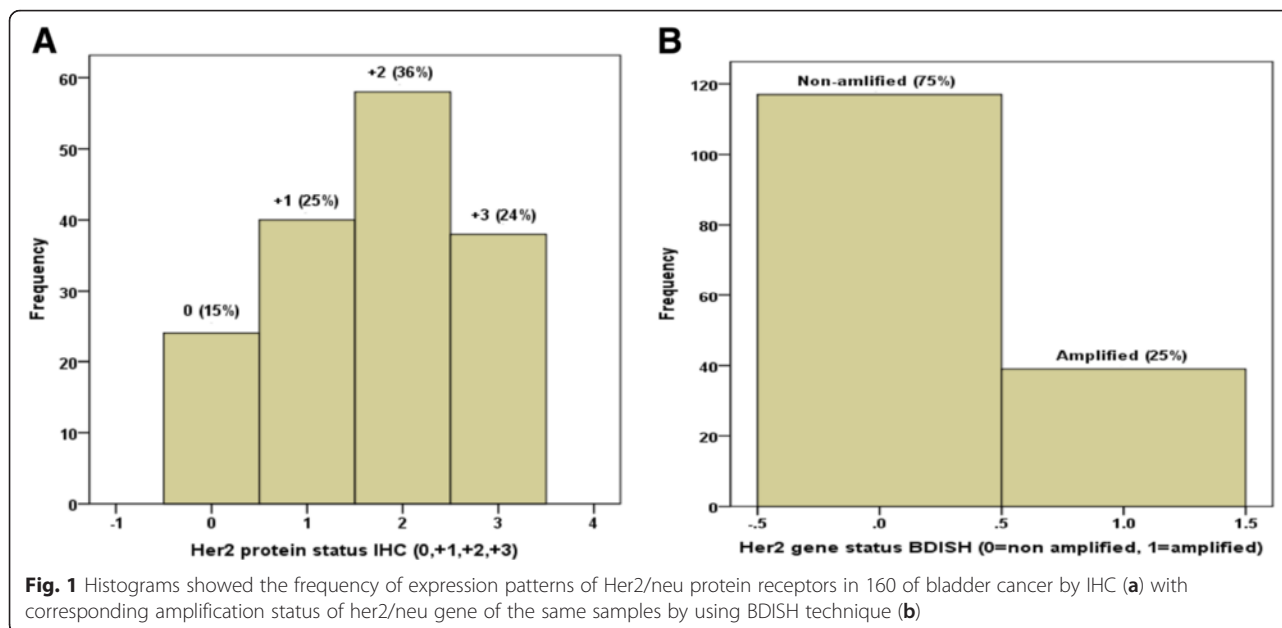 A
Frequency
60
50
40
30
20
10
0
0 (15%)
+1 (25%)
+2 (36%)
+3 (24%)
-1 0 1 2 3 4
Her2 protein status IHC (0,+1,+2,+3)
B
Frequency
120
100
80
60
40
20
0
Non-amlified (75%)
Amplified (25%)
-.5 .0 .5 1.0 1.5
Her2 gene status BDISH (0=non amplified, 1=amplified)
Fig. 1 Histograms showed the frequency of expression patterns of Her2/neu protein receptors in 160 of bladder cancer by IHC (a) with
corresponding amplification status of her2/neu gene of the same samples by using BDISH technique (b)